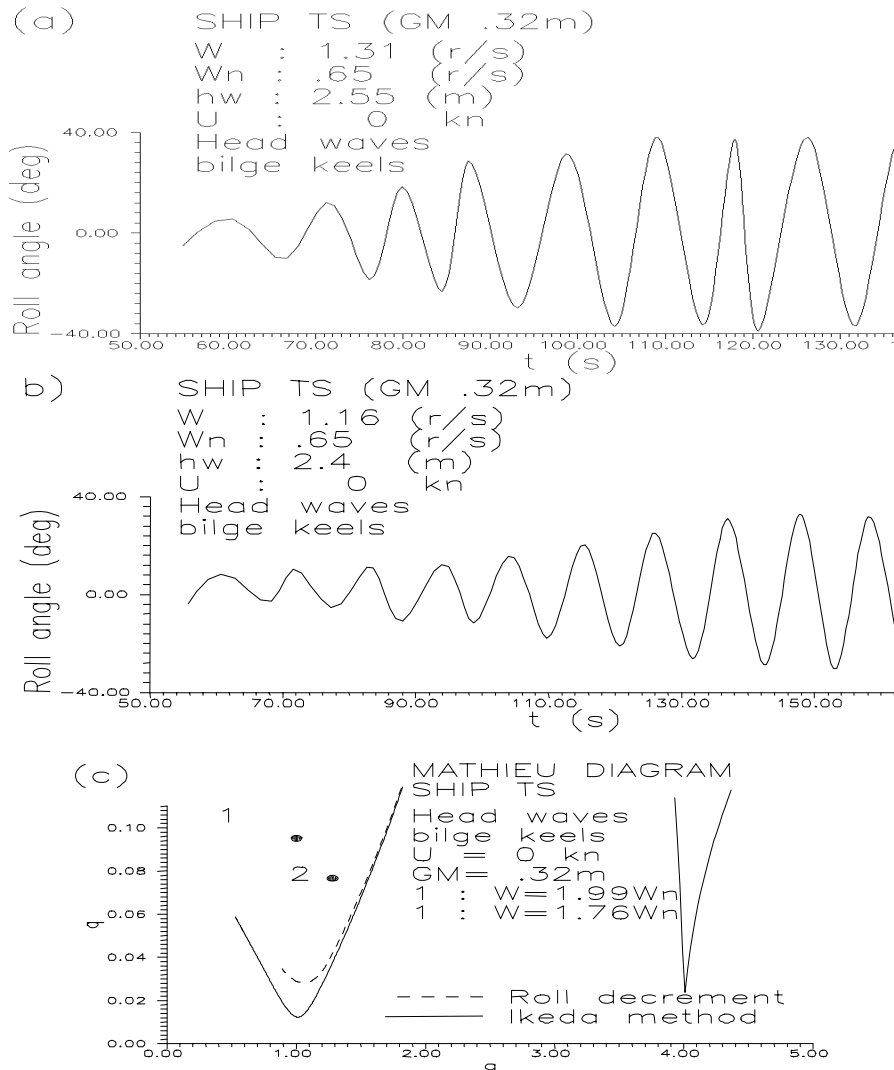 (a)
SHIP TS (GM .32m)
W : 1.31 (r/s)
Wn : .65 (r/s)
hw : 2.55 (m)
U : 0 kn
Head waves
bilge keels
Roll angle (deg)
40.00
0.00
-40.00
50.00 60.00 70.00 80.00 90.00 100.00 110.00 120.00 130.00
t (s)
b)
SHIP TS (GM .32m)
W : 1.16 (r/s)
Wn : .65 (r/s)
hw : 2.4 (m)
U : 0 kn
Head waves
bilge keels
Roll angle (deg)
40.00
0.00
-40.00
50.00 70.00 90.00 110.00 130.00 150.00
t (s)
(c)
MATHIEU DIAGRAM
SHIP TS
Head waves
bilge keels
U = 0 kn
GM= .32m
1 : W=1.99Wn
1 : W=1.76Wn
1
2
q
0.10
0.08
0.06
0.04
0.02
0.00
Roll decrement
Ikeda method
0.00 1.00 2.00 3.00 4.00 5.00
a